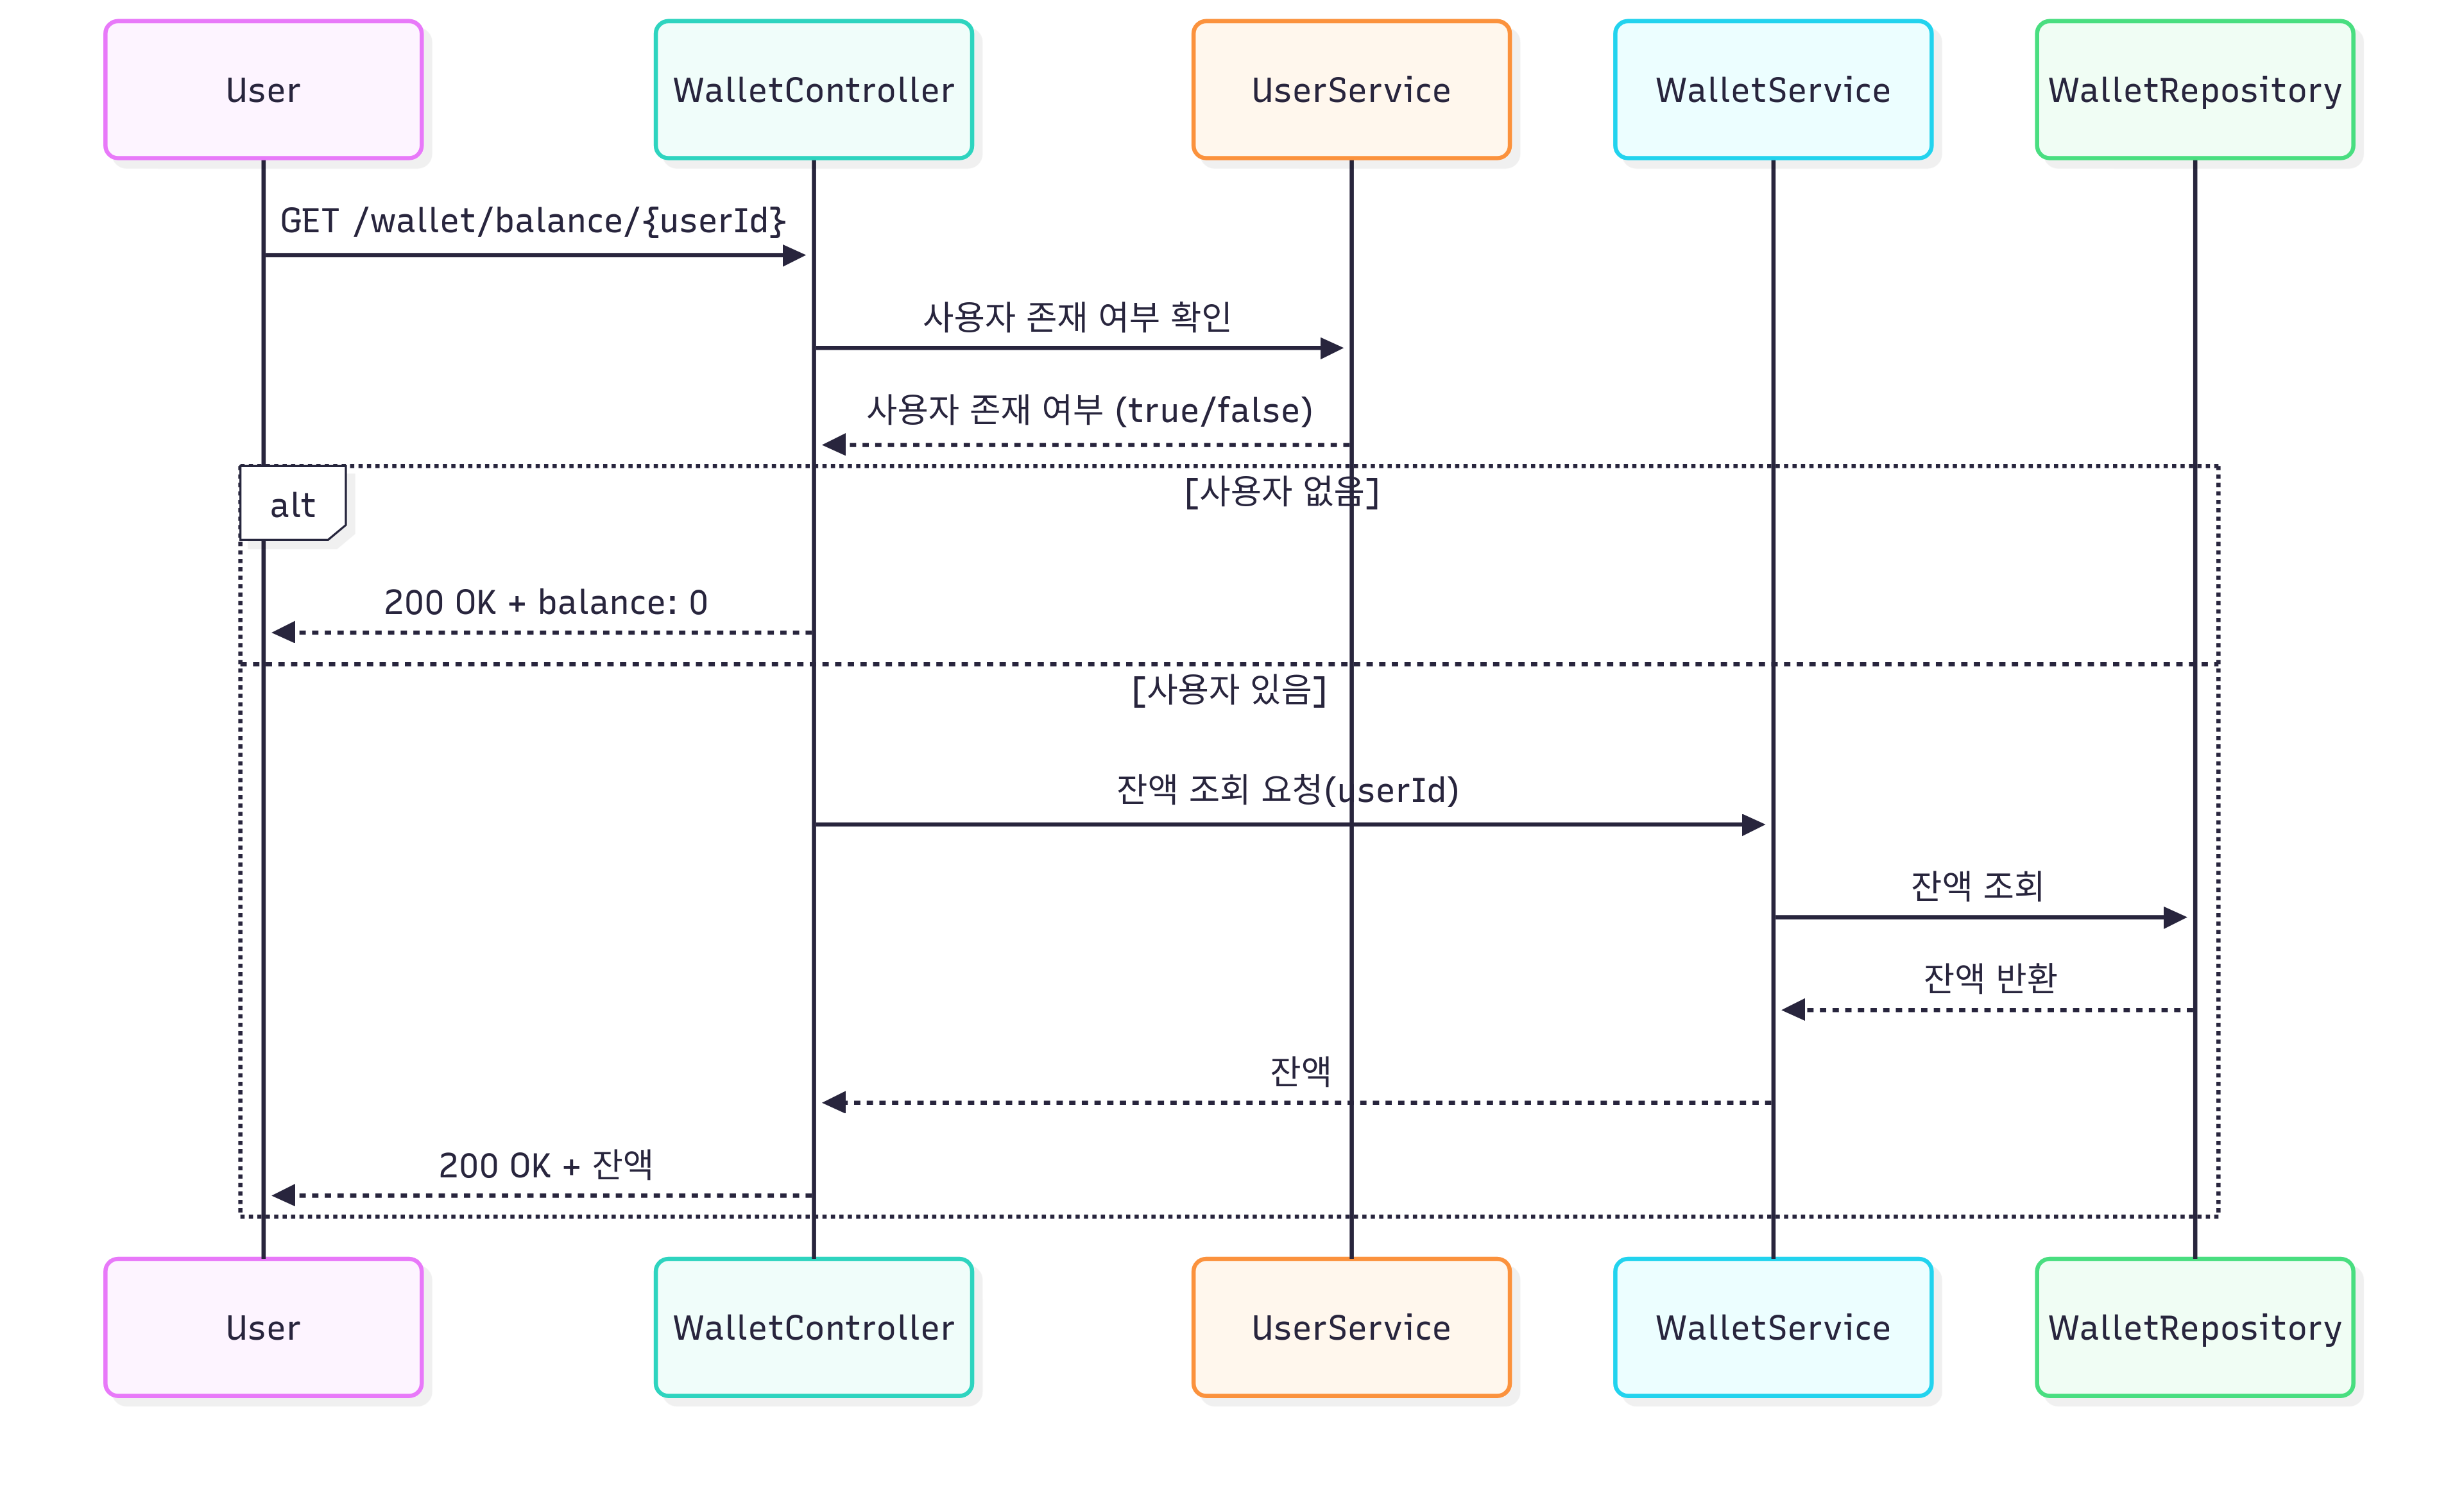 User
WalletController
UserService
WalletService
WalletRepository
GET /wallet/balance/{userId}
사용자 존재 여부 확인
사용자 존재 여부 (true/false)
alt
[사용자 없음]
200 OK + balance: 0
[사용자 있음]
잔액 조회 요청(userId)
잔액 조회
잔액 반환
잔액
200 OK + 잔액
User
WalletController
UserService
WalletService
WalletRepository